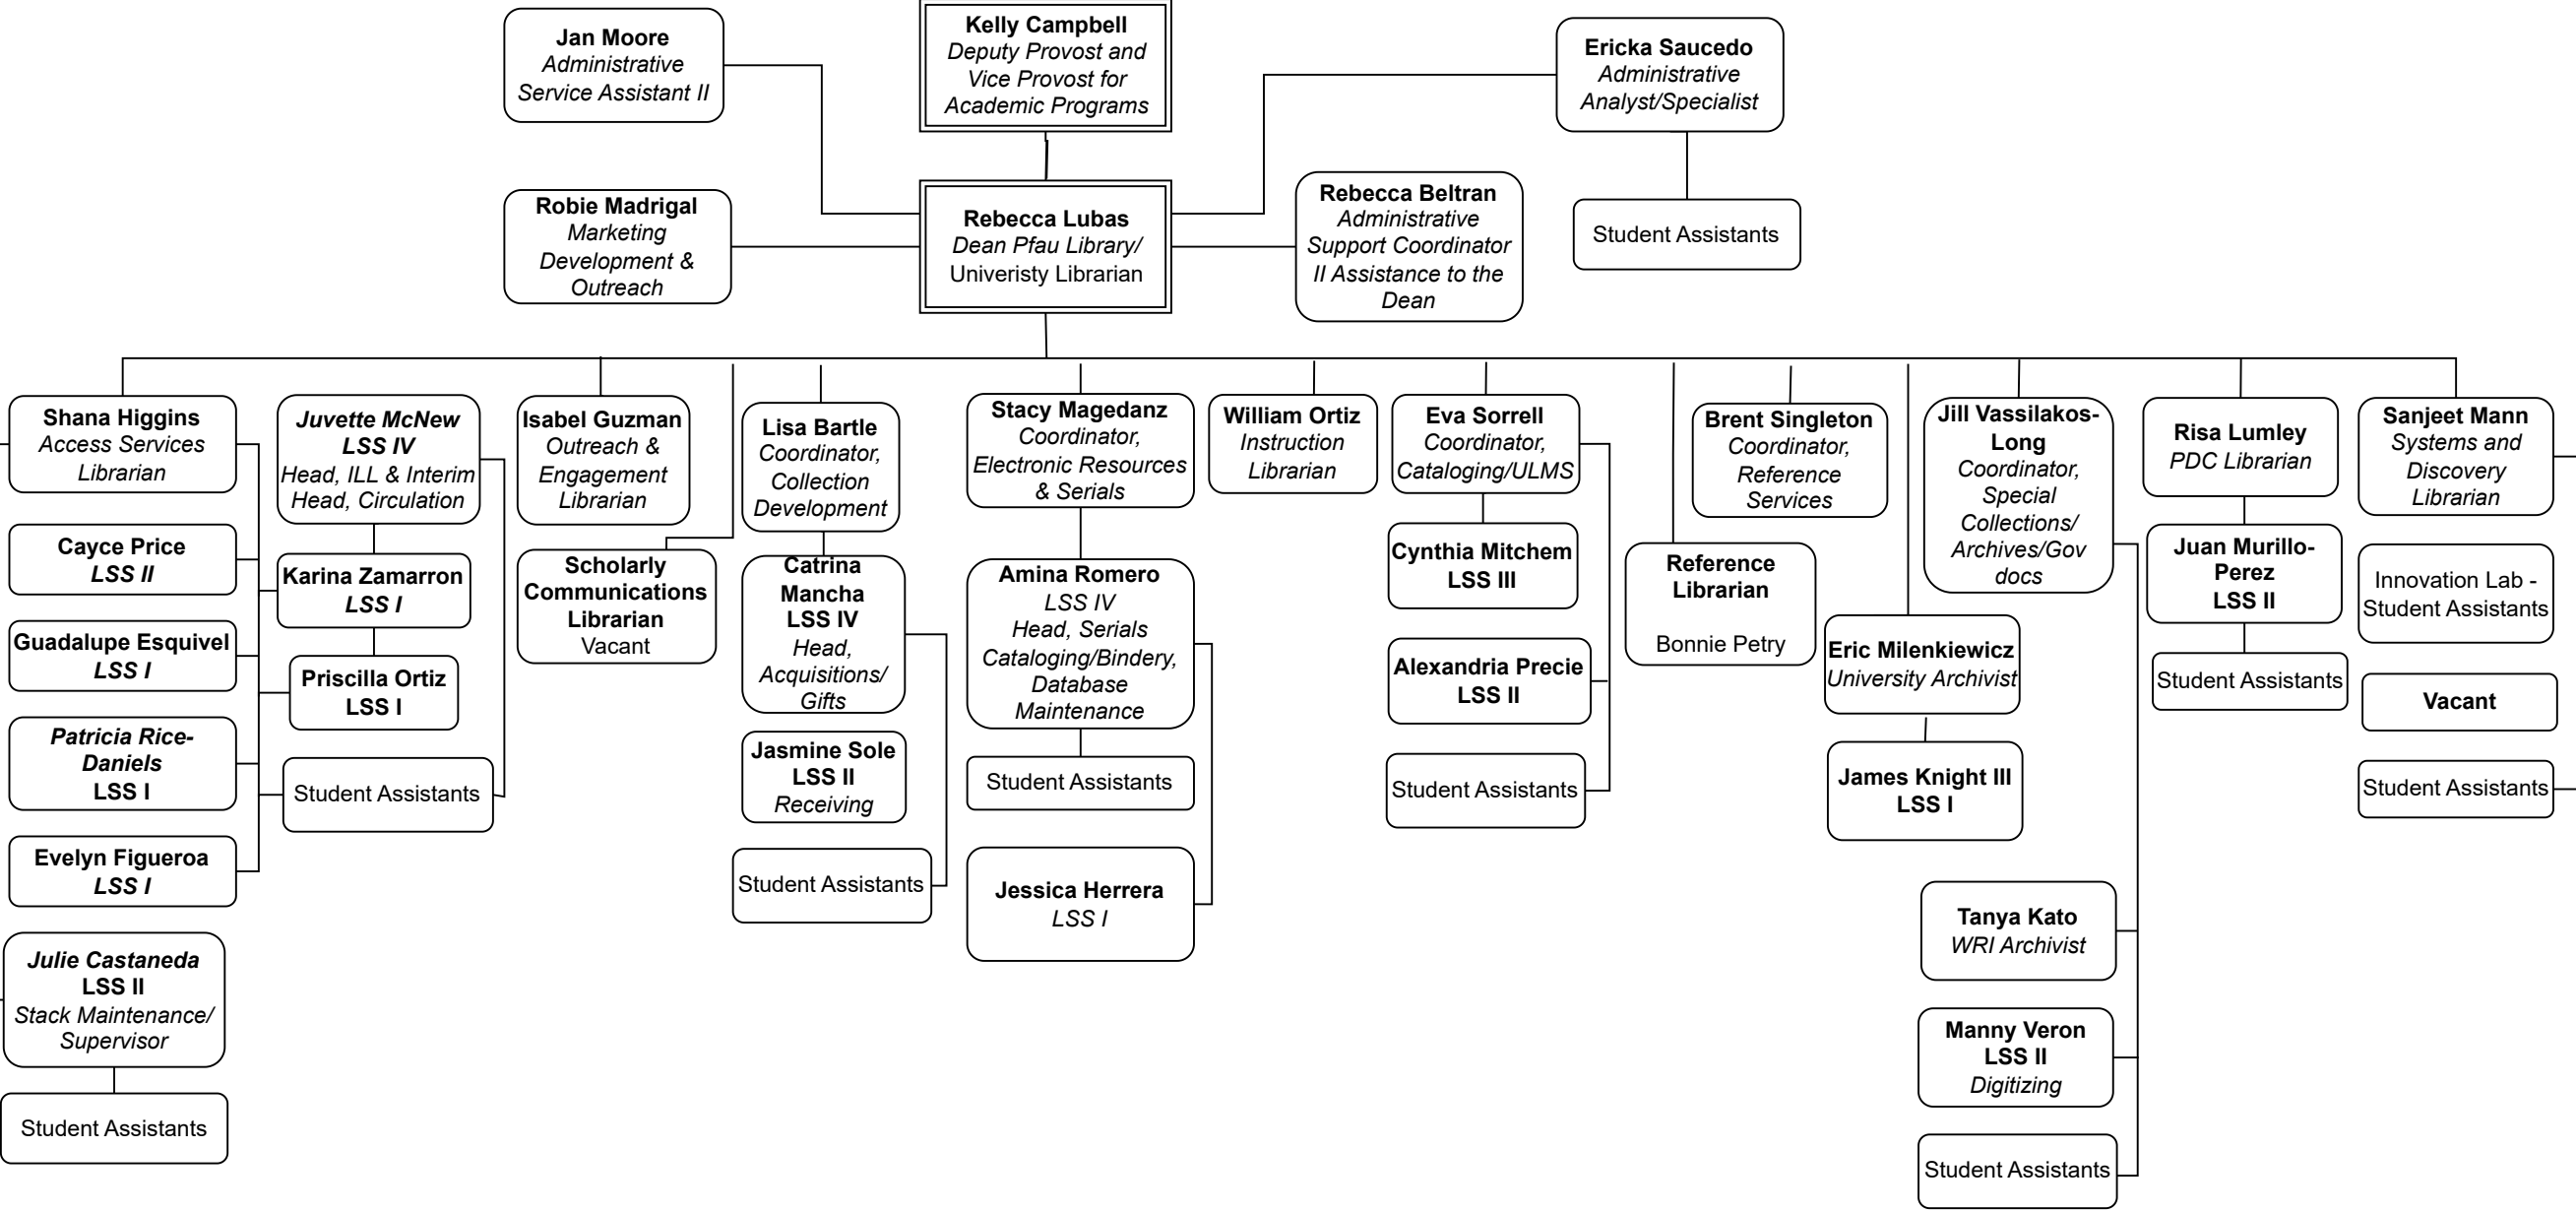 Jan Moore
Administrative
Service Assistant II
Kelly Campbell
Deputy Provost and
Vice Provost for
Academic Programs
Ericka Saucedo
Administrative
Analyst/Specialist
Robie Madrigal
Marketing
Development &
Outreach
Rebecca Lubas
Dean Pfau Library/
Univeristy Librarian
Rebecca Beltran
Administrative
Support Coordinator
II Assistance to the
Dean
Student Assistants
Shana Higgins
Access Services
Librarian
Cayce Price
LSS II
Guadalupe Esquivel
LSS I
Patricia Rice-
Daniels
LSS I
Evelyn Figueroa
LSS I
Julie Castaneda
LSS II
Stack Maintenance/
Supervisor
Student Assistants
Juvette McNew
LSS IV
Head, ILL & Interim
Head, Circulation
Karina Zamarron
LSS I
Priscilla Ortiz
LSS I
Student Assistants
Isabel Guzman
Outreach &
Engagement
Librarian
Scholarly
Communications
Librarian
Vacant
Lisa Bartle
Coordinator,
Collection
Development
Catrina
Mancha
LSS IV
Head,
Acquisitions/
Gifts
Jasmine Sole
LSS II
Receiving
Student Assistants
Stacy Magedanz
Coordinator,
Electronic Resources
& Serials
Amina Romero
LSS IV
Head, Serials
Cataloging/Bindery,
Database
Maintenance
Student Assistants
Jessica Herrera
LSS I
William Ortiz
Instruction
Librarian
Eva Sorrell
Coordinator,
Cataloging/ULMS
Cynthia Mitchem
LSS III
Alexandria Precie
LSS II
Student Assistants
Reference
Librarian
Bonnie Petry
Brent Singleton
Coordinator,
Reference
Services
Eric Milenkiewicz
University Archivist
James Knight III
LSS I
Jill Vassilakos-
Long
Coordinator,
Special
Collections/
Archives/Gov
docs
Tanya Kato
WRI Archivist
Manny Veron
LSS II
Digitizing
Student Assistants
Risa Lumley
PDC Librarian
Juan Murillo-
Perez
LSS II
Student Assistants
Sanjeet Mann
Systems and
Discovery
Librarian
Innovation Lab -
Student Assistants
Vacant
Student Assistants